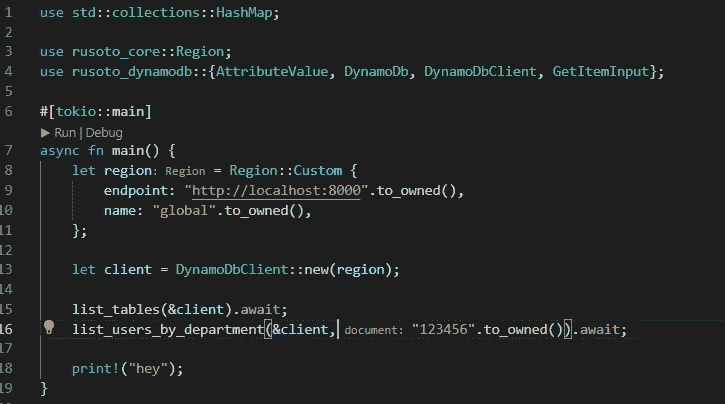 1 use std::collections::HashMap;
2
3 use rusoto_core::Region;
4 use rusoto_dynamodb::{AttributeValue, DynamoDb, DynamoDbClient, GetItemInput};
5
6 #[tokio::main]
▶ Run | Debug
7 async fn main() {
8 let region: Region = Region::Custom {
9 endpoint: "http://localhost:8000".to_owned(),
10 name: "global".to_owned(),
11 };
12
13 let client = DynamoDbClient::new(region);
14
15 list_tables(&client).await;
16 list_users_by_department(&client, document: "123456".to_owned()).await;
17
18 print!("hey");
19 }